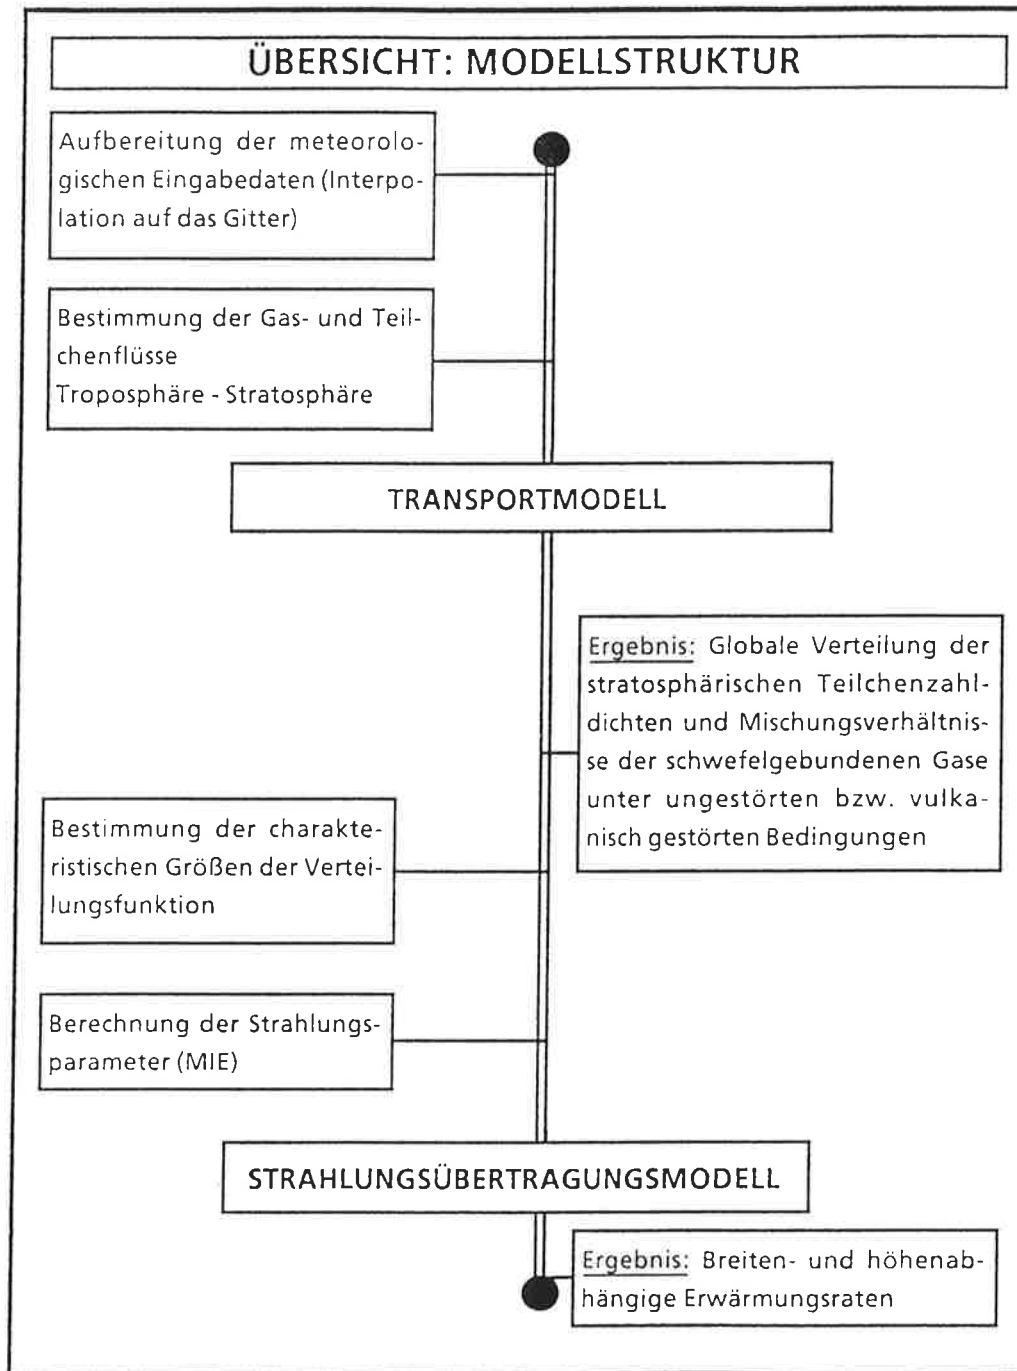 ÜBERSICHT: MODELLSTRUKTUR
Aufbereitung der meteorolo-
gischen Eingabedaten (Interpo-
lation auf das Gitter)
Bestimmung der Gas- und Teil-
chenflüsse
Troposphäre - Stratosphäre
TRANSPORTMODELL
Ergebnis: Globale Verteilung der
stratosphärischen Teilchenzahl-
dichten und Mischungsverhältnis-
se der schwefelgebundenen Gase
unter ungestörten bzw. vulka-
nisch gestörten Bedingungen
Bestimmung der charakte-
ristischen Größen der Vertei-
lungsfunktion
Berechnung der Strahlungs-
parameter (MIE)
STRAHLUNGSÜBERTRAGUNGSMODELL
Ergebnis: Breiten- und höhenab-
hängige Erwärmungsraten